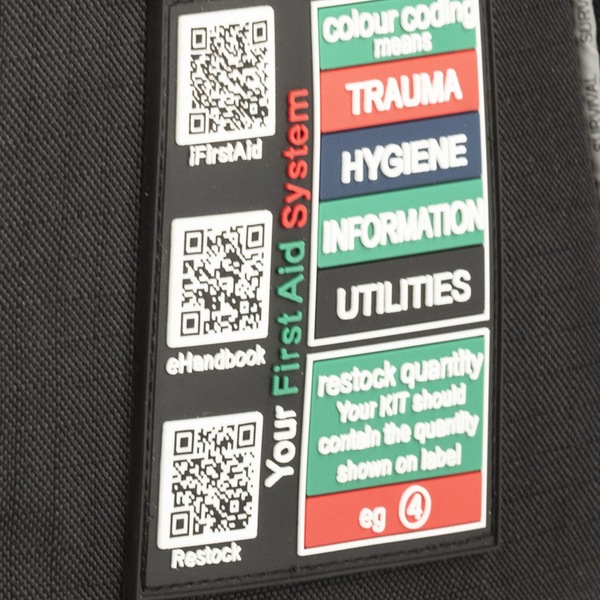 iFirstAid
eHandbook
Restock
Your First Aid System
colour coding
means
TRAUMA
HYGIENE
INFORMATION
UTILITIES
restock quantity
Your KIT should
contain the quantity
shown on label
eg 4
SURVIVAL